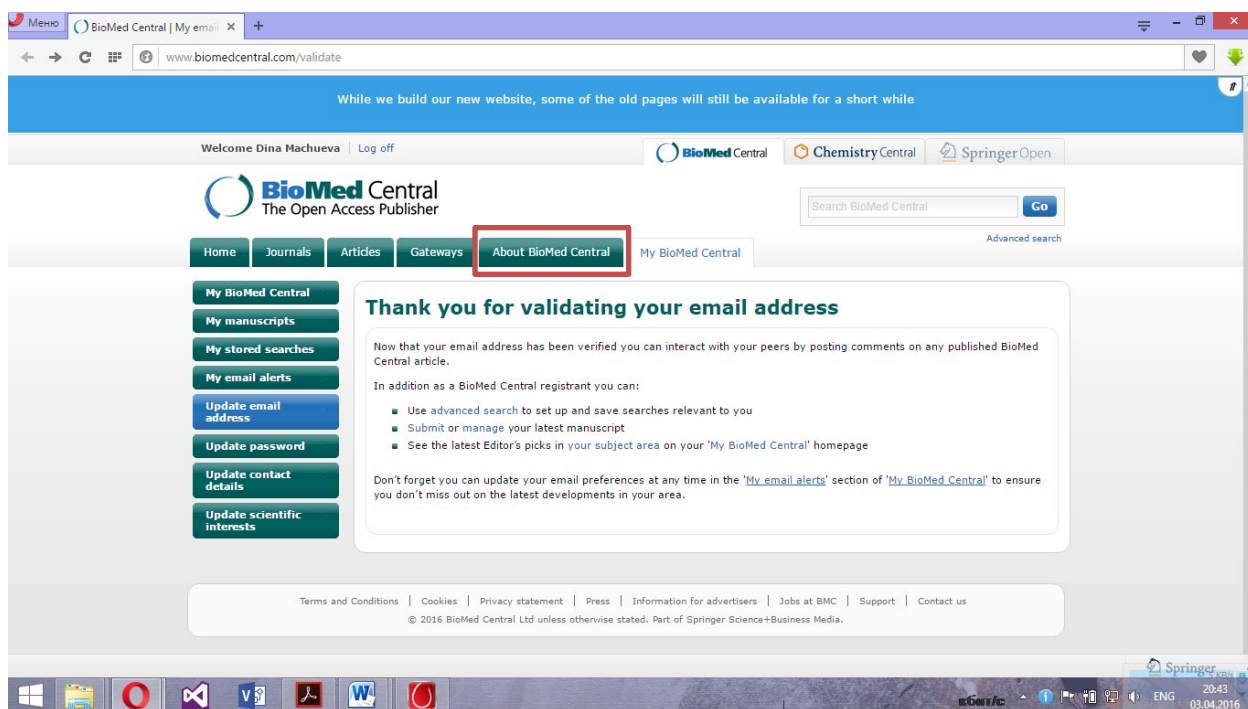 Меню
BioMed Central | My emai
www.biomedcentral.com/validate
While we build our new website, some of the old pages will still be available for a short while
Welcome Dina Machueva | Log off
BioMed Central
Chemistry Central
SpringerOpen
BioMed Central
The Open Access Publisher
Search BioMed Central
Go
Advanced search
Home
Journals
Articles
Gateways
About BioMed Central
My BioMed Central
My BioMed Central
My manuscripts
My stored searches
My email alerts
Update email
address
Update password
Update contact
details
Update scientific
interests
Thank you for validating your email address
Now that your email address has been verified you can interact with your peers by posting comments on any published BioMed
Central article.
In addition as a BioMed Central registrant you can:
Use advanced search to set up and save searches relevant to you
Submit or manage your latest manuscript
See the latest Editor's picks in your subject area on your 'My BioMed Central' homepage
Don't forget you can update your email preferences at any time in the 'My email alerts' section of 'My BioMed Central' to ensure
you don't miss out on the latest developments in your area.
Terms and Conditions | Cookies | Privacy statement | Press | Information for advertisers | Jobs at BMC | Support | Contact us
© 2016 BioMed Central Ltd unless otherwise stated. Part of Springer Science+Business Media.
Springer
ENG
20:43
03.04.2016